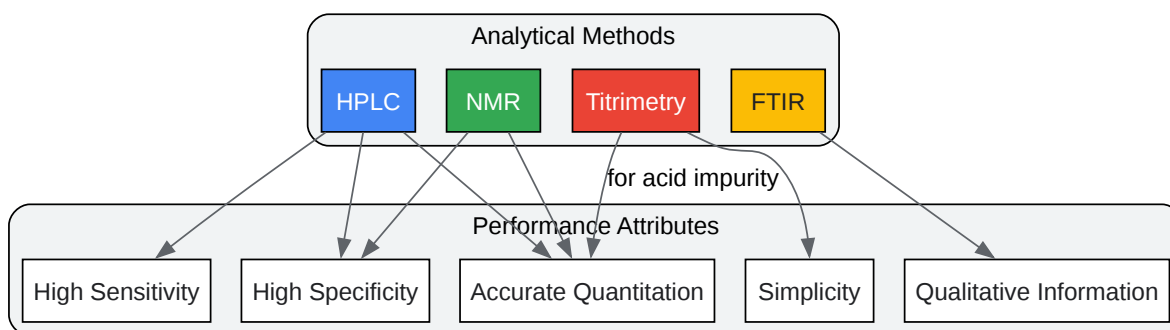 Analytical Methods
HPLC
NMR
Titrimetry
FTIR
for acid impurity
Performance Attributes
High Sensitivity
High Specificity
Accurate Quantitation
Simplicity
Qualitative Information